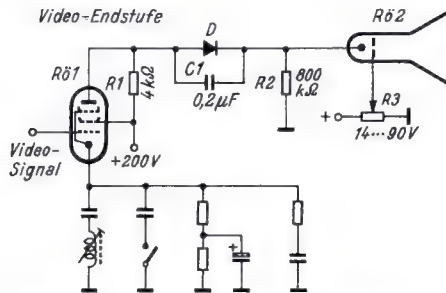 Video-Endstufe
D
Rö2
Rö1
R1
4kΩ
C1
0,2µF
R2
800
kΩ
R3
+
14···90V
Video-
Signal
+200V
+